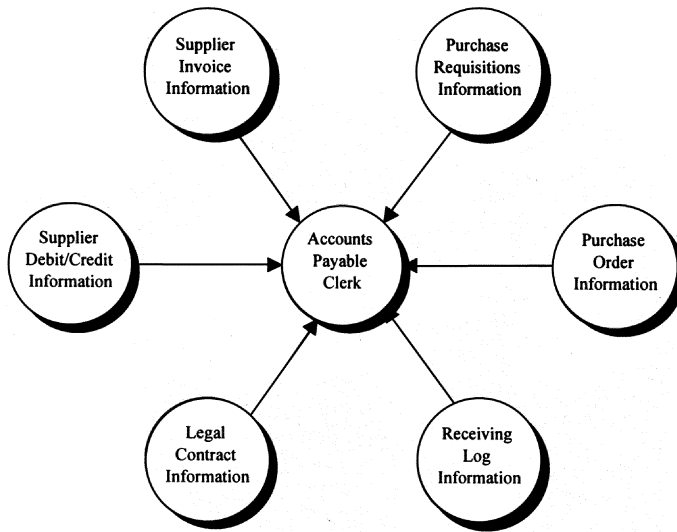 Supplier
Invoice
Information
Purchase
Requisitions
Information
Supplier
Debit/Credit
Information
Accounts
Payable
Clerk
Purchase
Order
Information
Legal
Contract
Information
Receiving
Log
Information